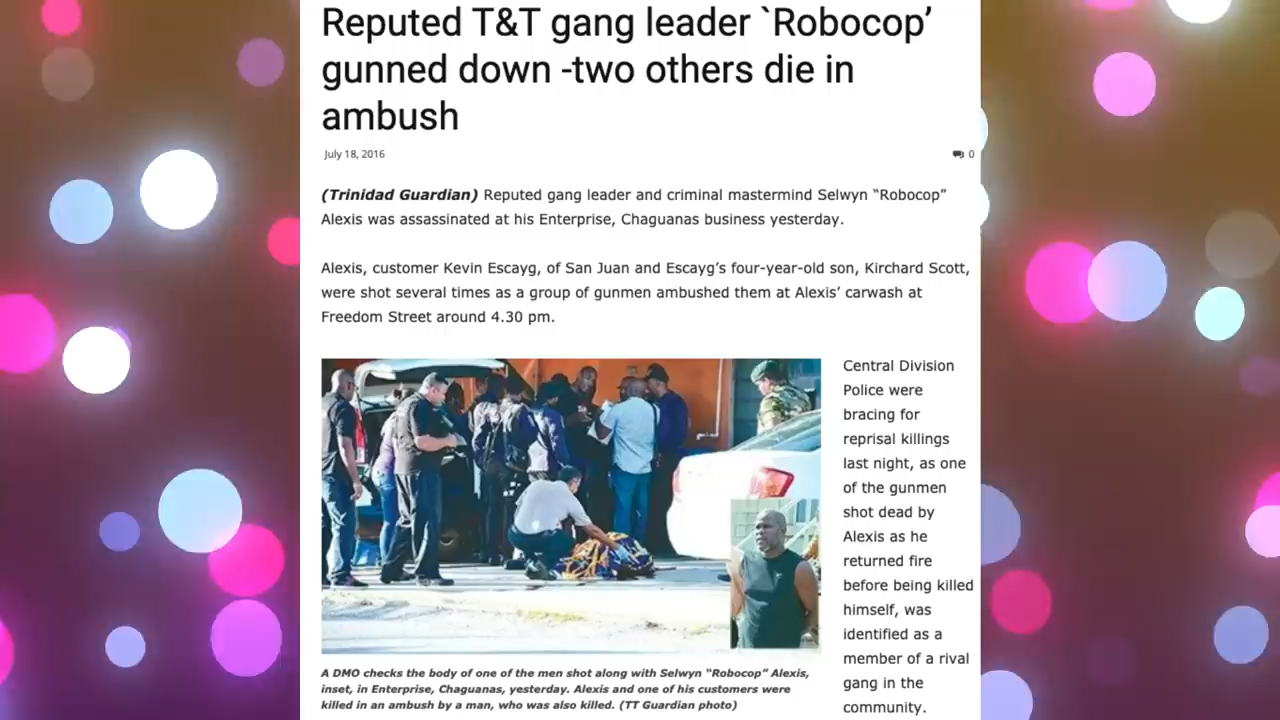 Reputed T&T gang leader `Robocop’
gunned down -two others die in
ambush
July 18, 2016
0
(Trinidad Guardian) Reputed gang leader and criminal mastermind Selwyn “Robocop”
Alexis was assassinated at his Enterprise, Chaguanas business yesterday.
Alexis, customer Kevin Escayg, of San Juan and Escayg’s four-year-old son, Kirchard Scott,
were shot several times as a group of gunmen ambushed them at Alexis’ carwash at
Freedom Street around 4.30 pm.
Central Division
Police were
bracing for
reprisal killings
last night, as one
of the gunmen
shot dead by
Alexis as he
returned fire
before being killed
himself, was
identified as a
member of a rival
gang in the
community.
A DMO checks the body of one of the men shot along with Selwyn “Robocop” Alexis,
inset, in Enterprise, Chaguanas, yesterday. Alexis and one of his customers were
killed in an ambush by a man, who was also killed. (TT Guardian photo)